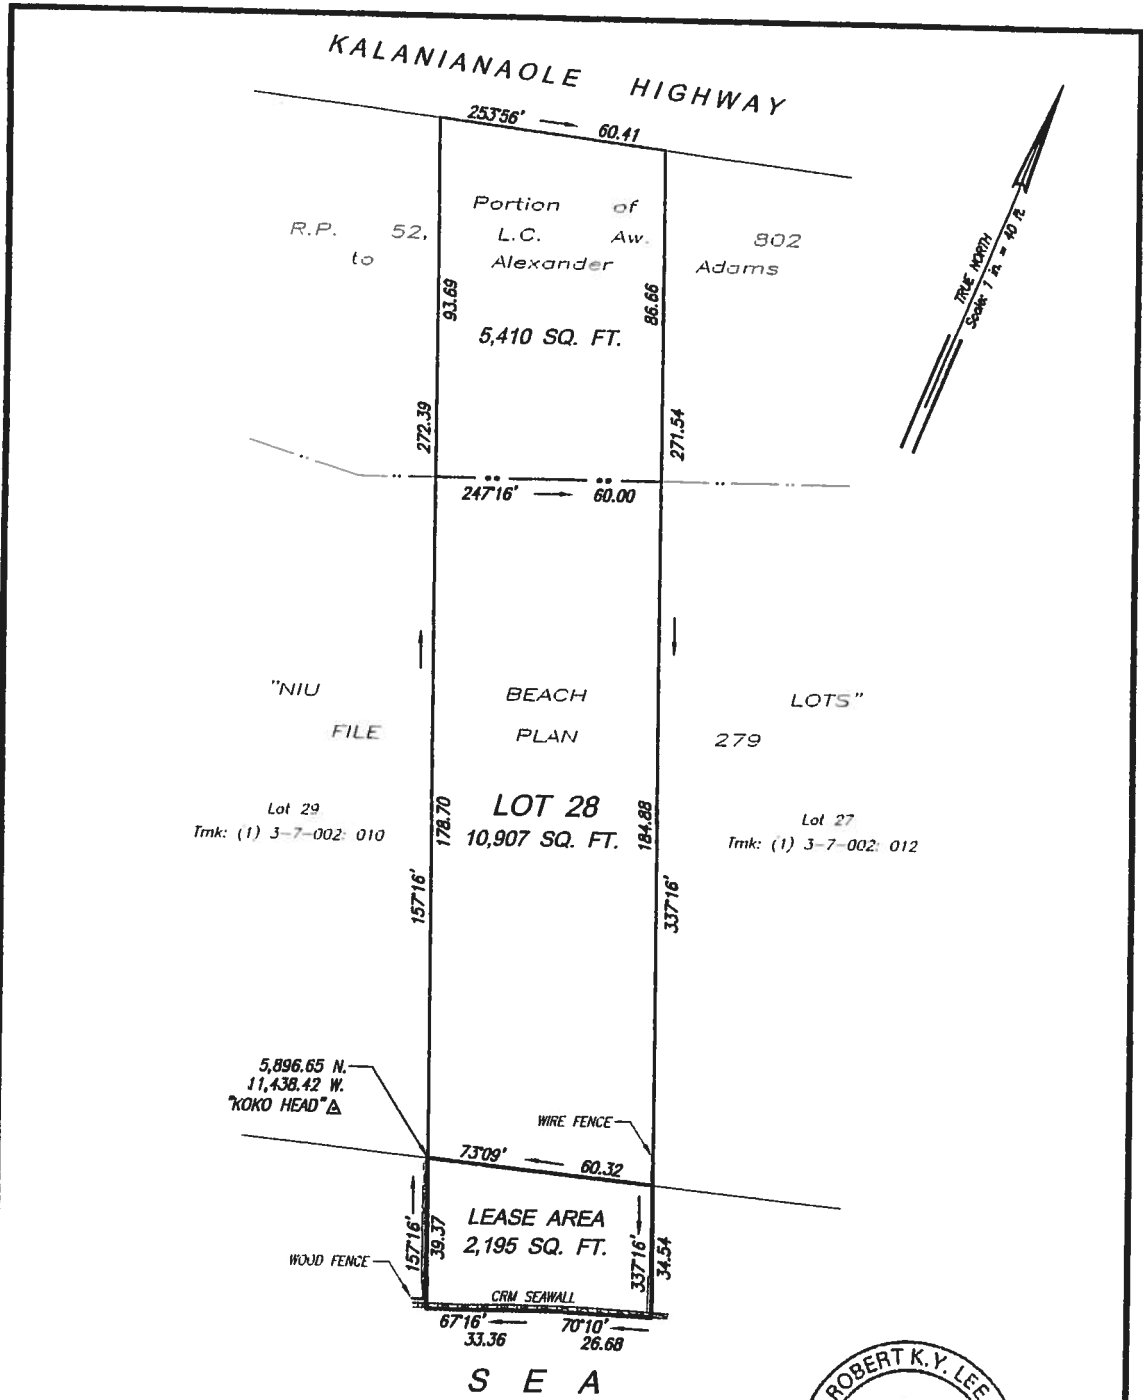 KALANIANAOLE HIGHWAY
253°56' 60.41
Portion of
R.P. 52, L.C. Aw. 802
to Alexander Adams
93.69
86.66
5,410 SQ. FT.
TRUE NORTH
Scale: 1 in. = 40 ft.
272.39
271.54
247°16' 60.00
"NIU BEACH LOTS"
FILE PLAN 279
LOT 28
10,907 SQ. FT.
178.70
184.88
Lot 29
Tmk: (1) 3-7-002: 010
Lot 27
Tmk: (1) 3-7-002: 012
157°16'
337°16'
5,896.65 N.
11,438.42 W.
"KOKO HEAD"
WIRE FENCE
73°09' 60.32
LEASE AREA
2,195 SQ. FT.
157°16'
39.37
337°16'
34.54
WOOD FENCE
CRM SEAWALL
67°16'
33.36
70°10'
26.68
SEA
ROBERT K.Y. LEE